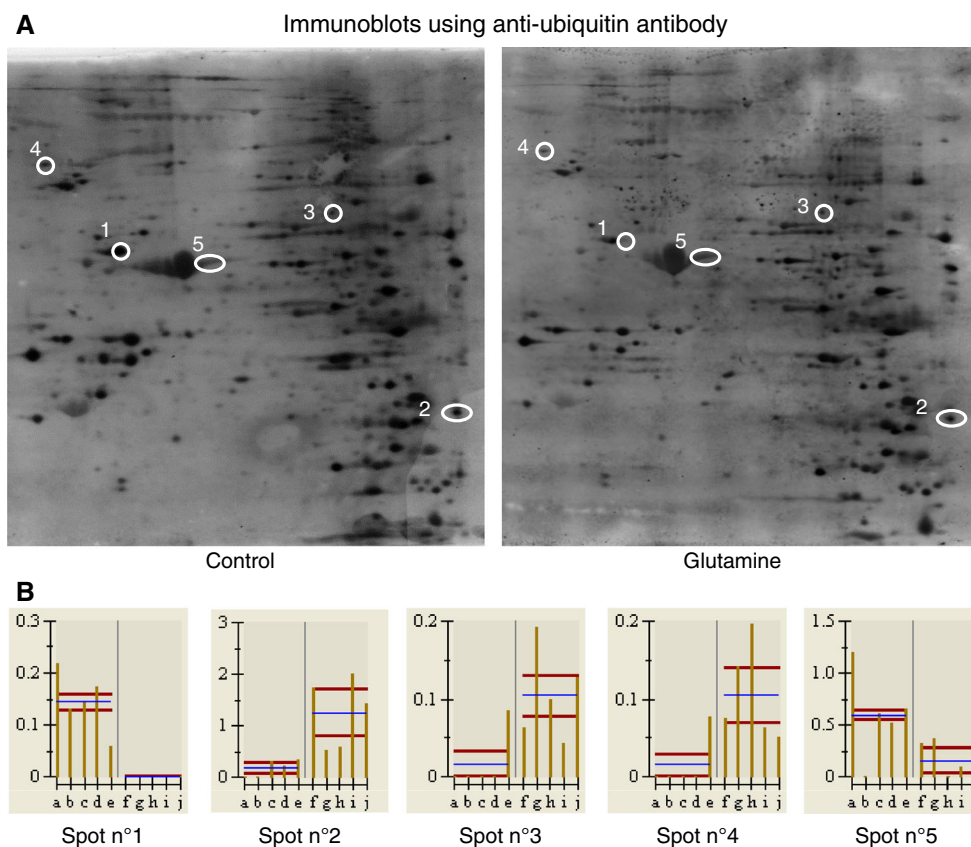 A
Immunoblots using anti-ubiquitin antibody
4
3
1
5
2
4
3
1
5
2
Control
Glutamine
B
0.3
0.2
0.1
0
a b c d e f g h i j
Spot n°1
3
2
1
0
a b c d e f g h i j
Spot n°2
0.2
0.1
0
a b c d e f g h i j
Spot n°3
0.2
0.1
0
a b c d e f g h i j
Spot n°4
1.5
1.0
0.5
0
a b c d e f g h i j
Spot n°5